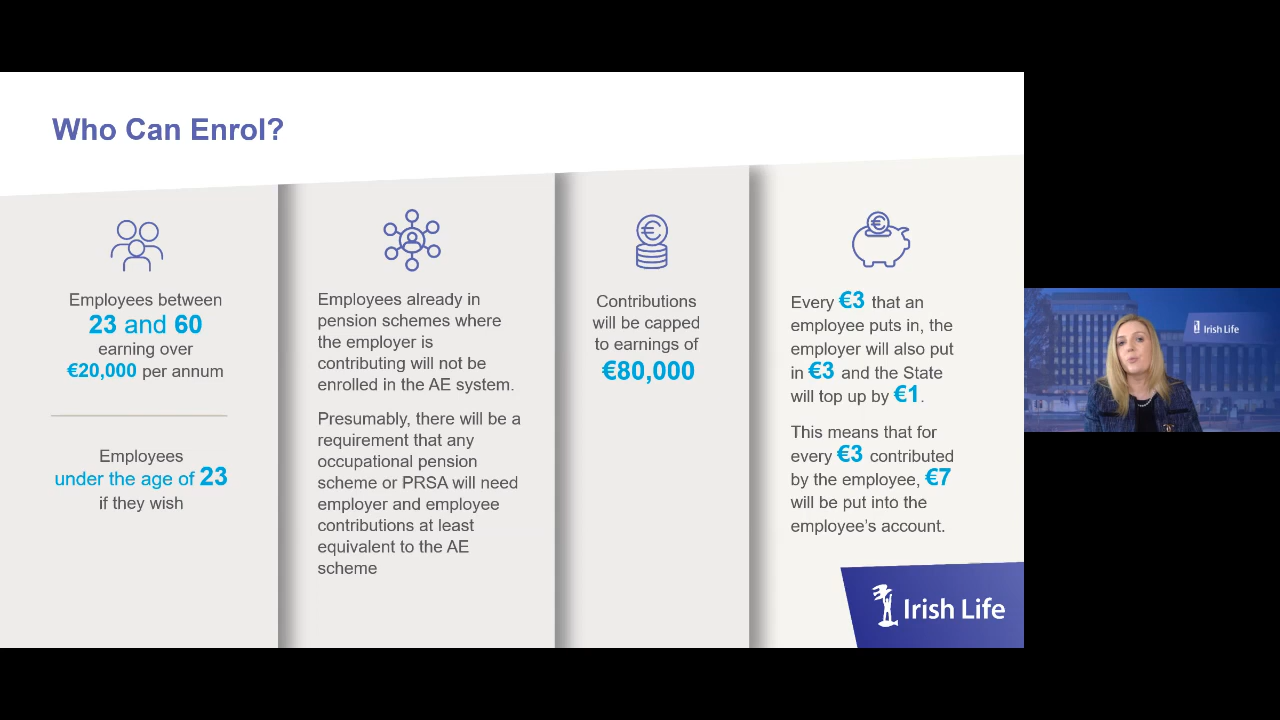 Who Can Enrol?
Employees between
23 and 60
earning over
€20,000 per annum
Employees
under the age of 23
if they wish
Employees already in
pension schemes where
the employer is
contributing will not be
enrolled in the AE system.
Presumably, there will be a
requirement that any
occupational pension
scheme or PRSA will need
employer and employee
contributions at least
equivalent to the AE
scheme
€
Contributions
will be capped
to earnings of
€80,000
€
Every €3 that an
employee puts in, the
employer will also put
in €3 and the State
will top up by €1.
This means that for
every €3 contributed
by the employee, €7
will be put into the
employee's account.
Irish Life
Irish Life